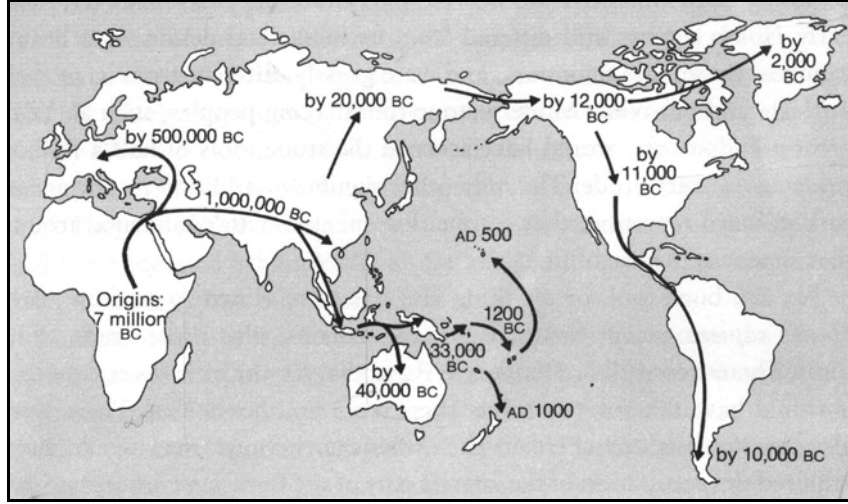 by
2,000
BC
by 20,000 BC
by 12,000
BC
by 500,000 BC
by
11,000
BC
1,000,000 BC
AD 500
Origins:
7 million
BC
1200
BC
33,000
BC
by
40,000 BC
AD 1000
by 10,000 BC